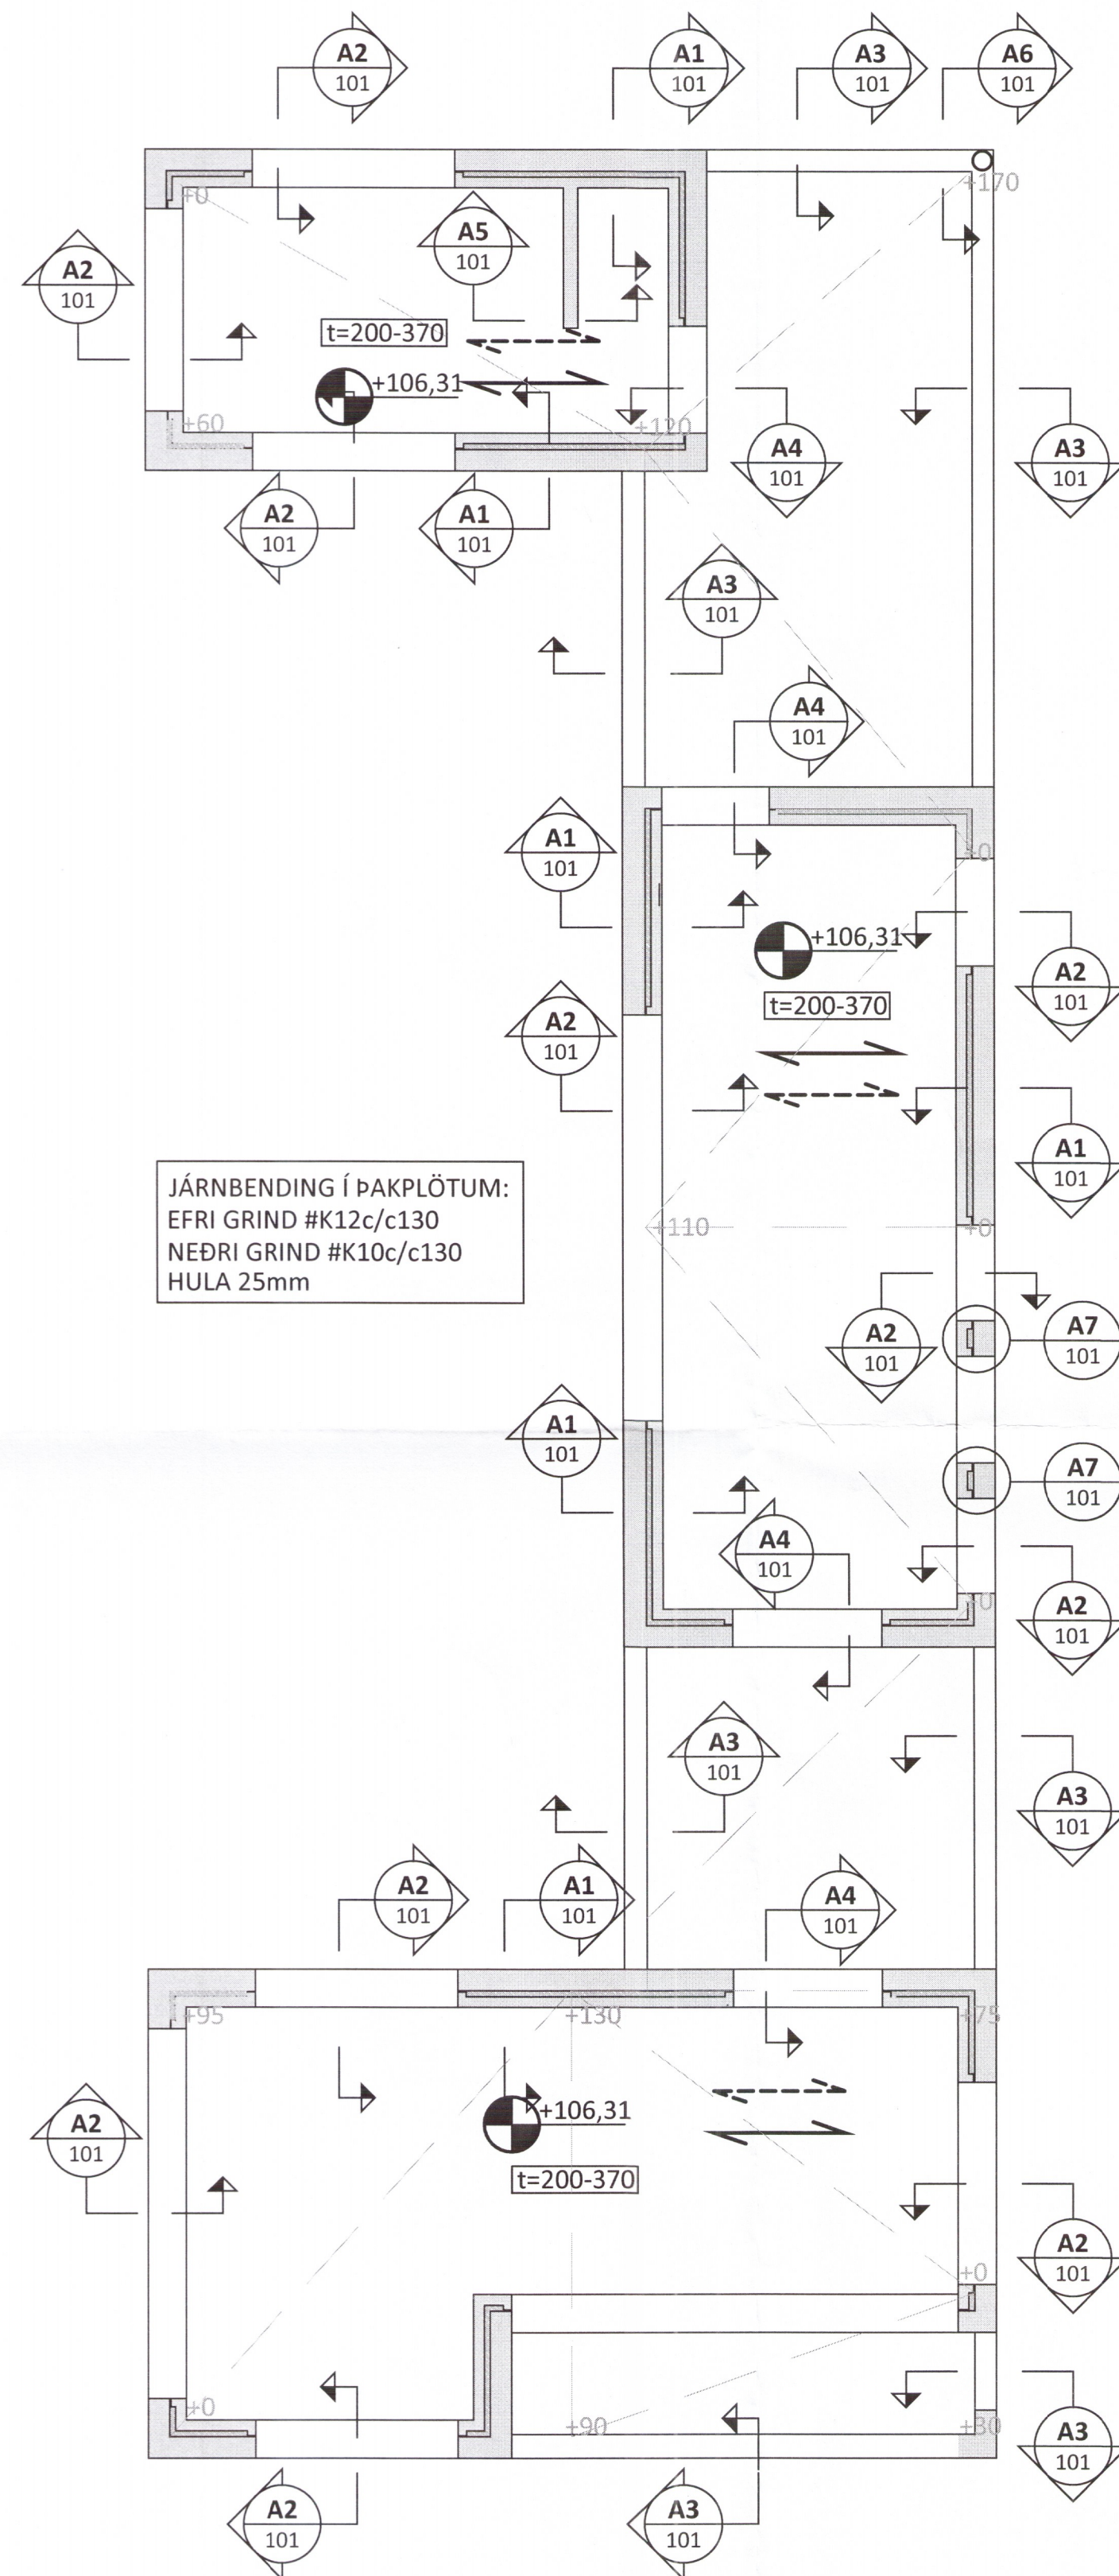 A2
101
A1
101
A3
101
A6
101
+0
+170
A5
101
A2
101
t=200-370
+106,31
+60
+120
A4
101
A3
101
A2
101
A1
101
A3
101
A4
101
A1
101
+0
+106,31
A2
101
t=200-370
A2
101
A1
101
JÁRNBENDING Í ÞAKPLÖTUM:
EFRI GRIND #K12c/c130
NEÐRI GRIND #K10c/c130
HULA 25mm
+110
+0
A2
101
A7
101
A1
101
A7
101
A4
101
+0
A2
101
A3
101
A3
101
A2
101
A1
101
A4
101
+95
+130
+75
A2
101
+106,31
t=200-370
A2
101
+0
+0
+90
+30
A3
101
A2
101
A3
101